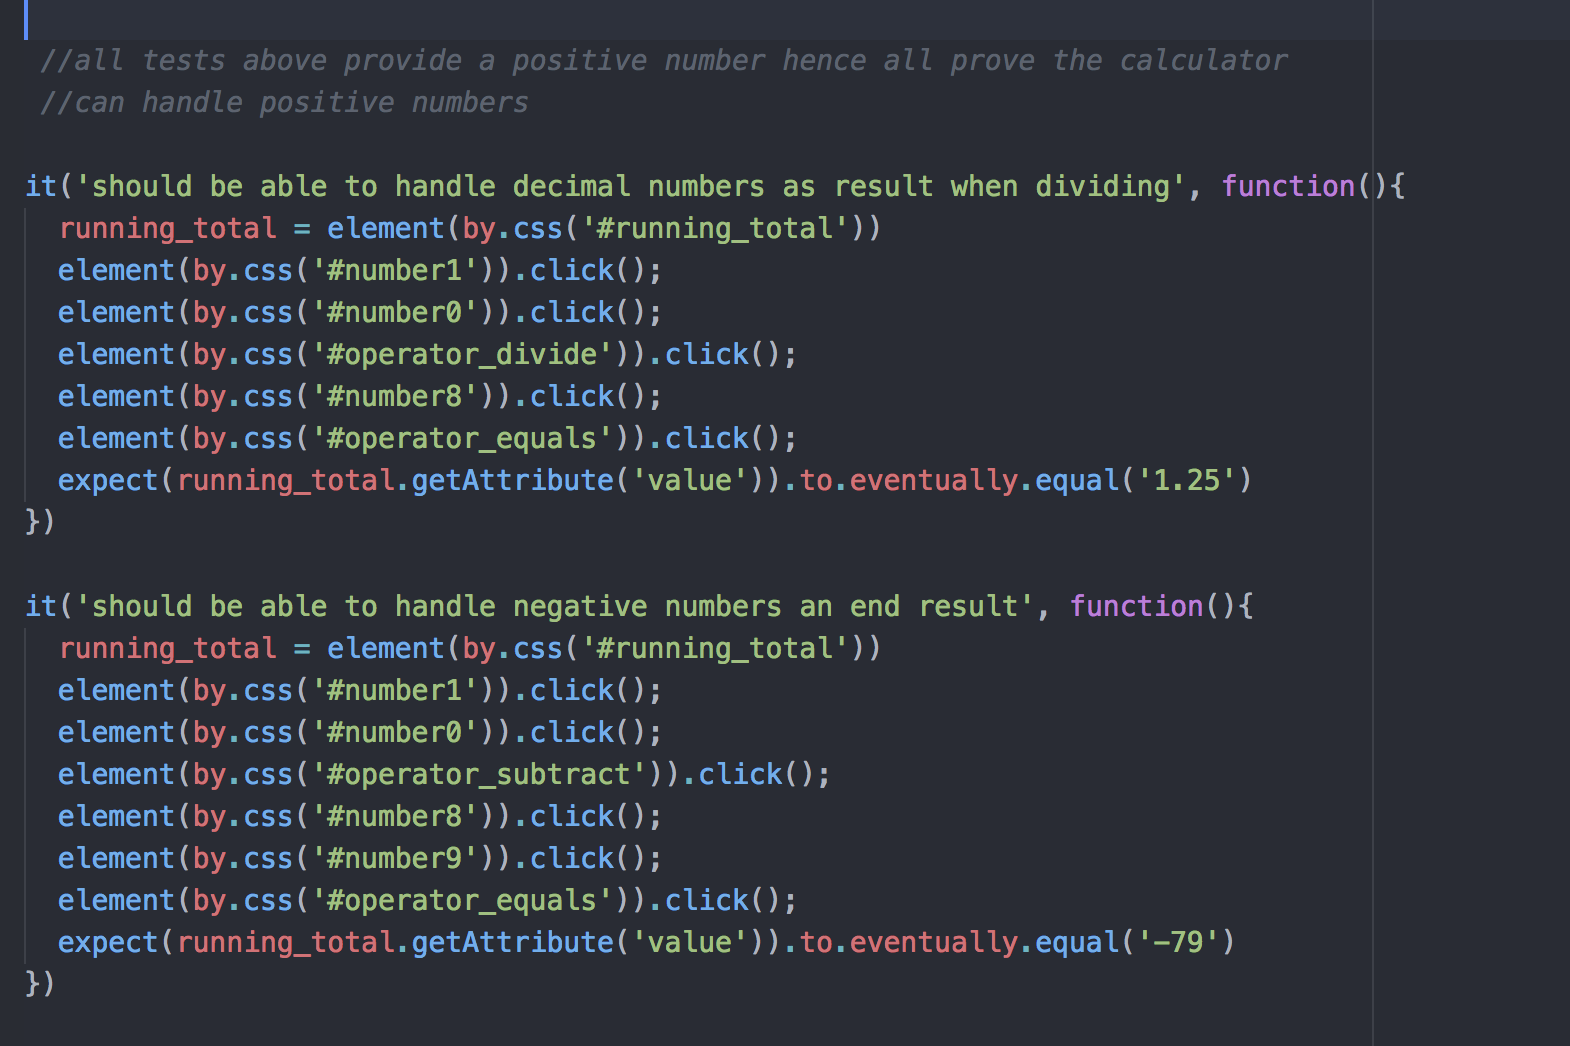 //all tests above provide a positive number hence all prove the calculator
//can handle positive numbers
it('should be able to handle decimal numbers as result when dividing', function(){
running_total = element(by.css('#running_total'))
element(by.css('#number1')).click();
element(by.css('#number0')).click();
element(by.css('#operator_divide')).click();
element(by.css('#number8')).click();
element(by.css('#operator_equals')).click();
expect(running_total.getAttribute('value')).to.eventually.equal('1.25')
})
it('should be able to handle negative numbers an end result', function(){
running_total = element(by.css('#running_total'))
element(by.css('#number1')).click();
element(by.css('#number0')).click();
element(by.css('#operator_subtract')).click();
element(by.css('#number8')).click();
element(by.css('#number9')).click();
element(by.css('#operator_equals')).click();
expect(running_total.getAttribute('value')).to.eventually.equal('-79')
})